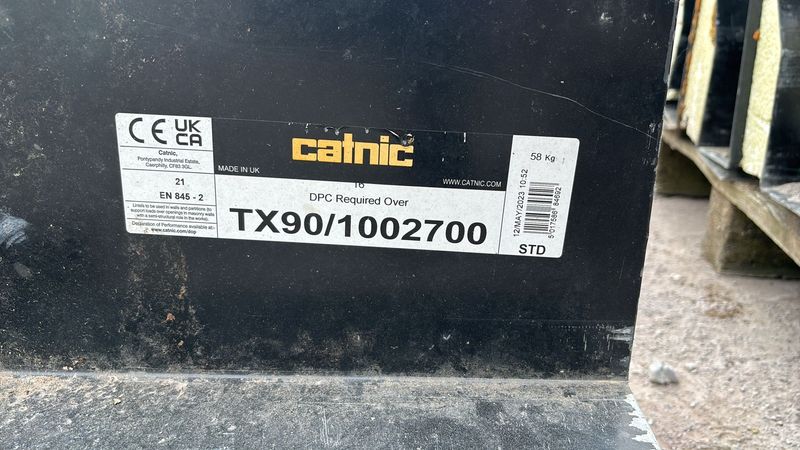 CE UK
CA
Catnic,
Pontypandy Industrial Estate,
Caerphilly, CF83 3GL.
21
EN 845 - 2
Lintels to be used in walls and partitions (to
support loads over openings in masonry walls
with a semi-structural role in the works).
Declaration of Performance available at:-
www.catnic.com/dop
catnic
MADE IN UK
WWW.CATNIC.COM
16
DPC Required Over
TX90/1002700
58 Kg
12/MAY/2023 10:52
STD